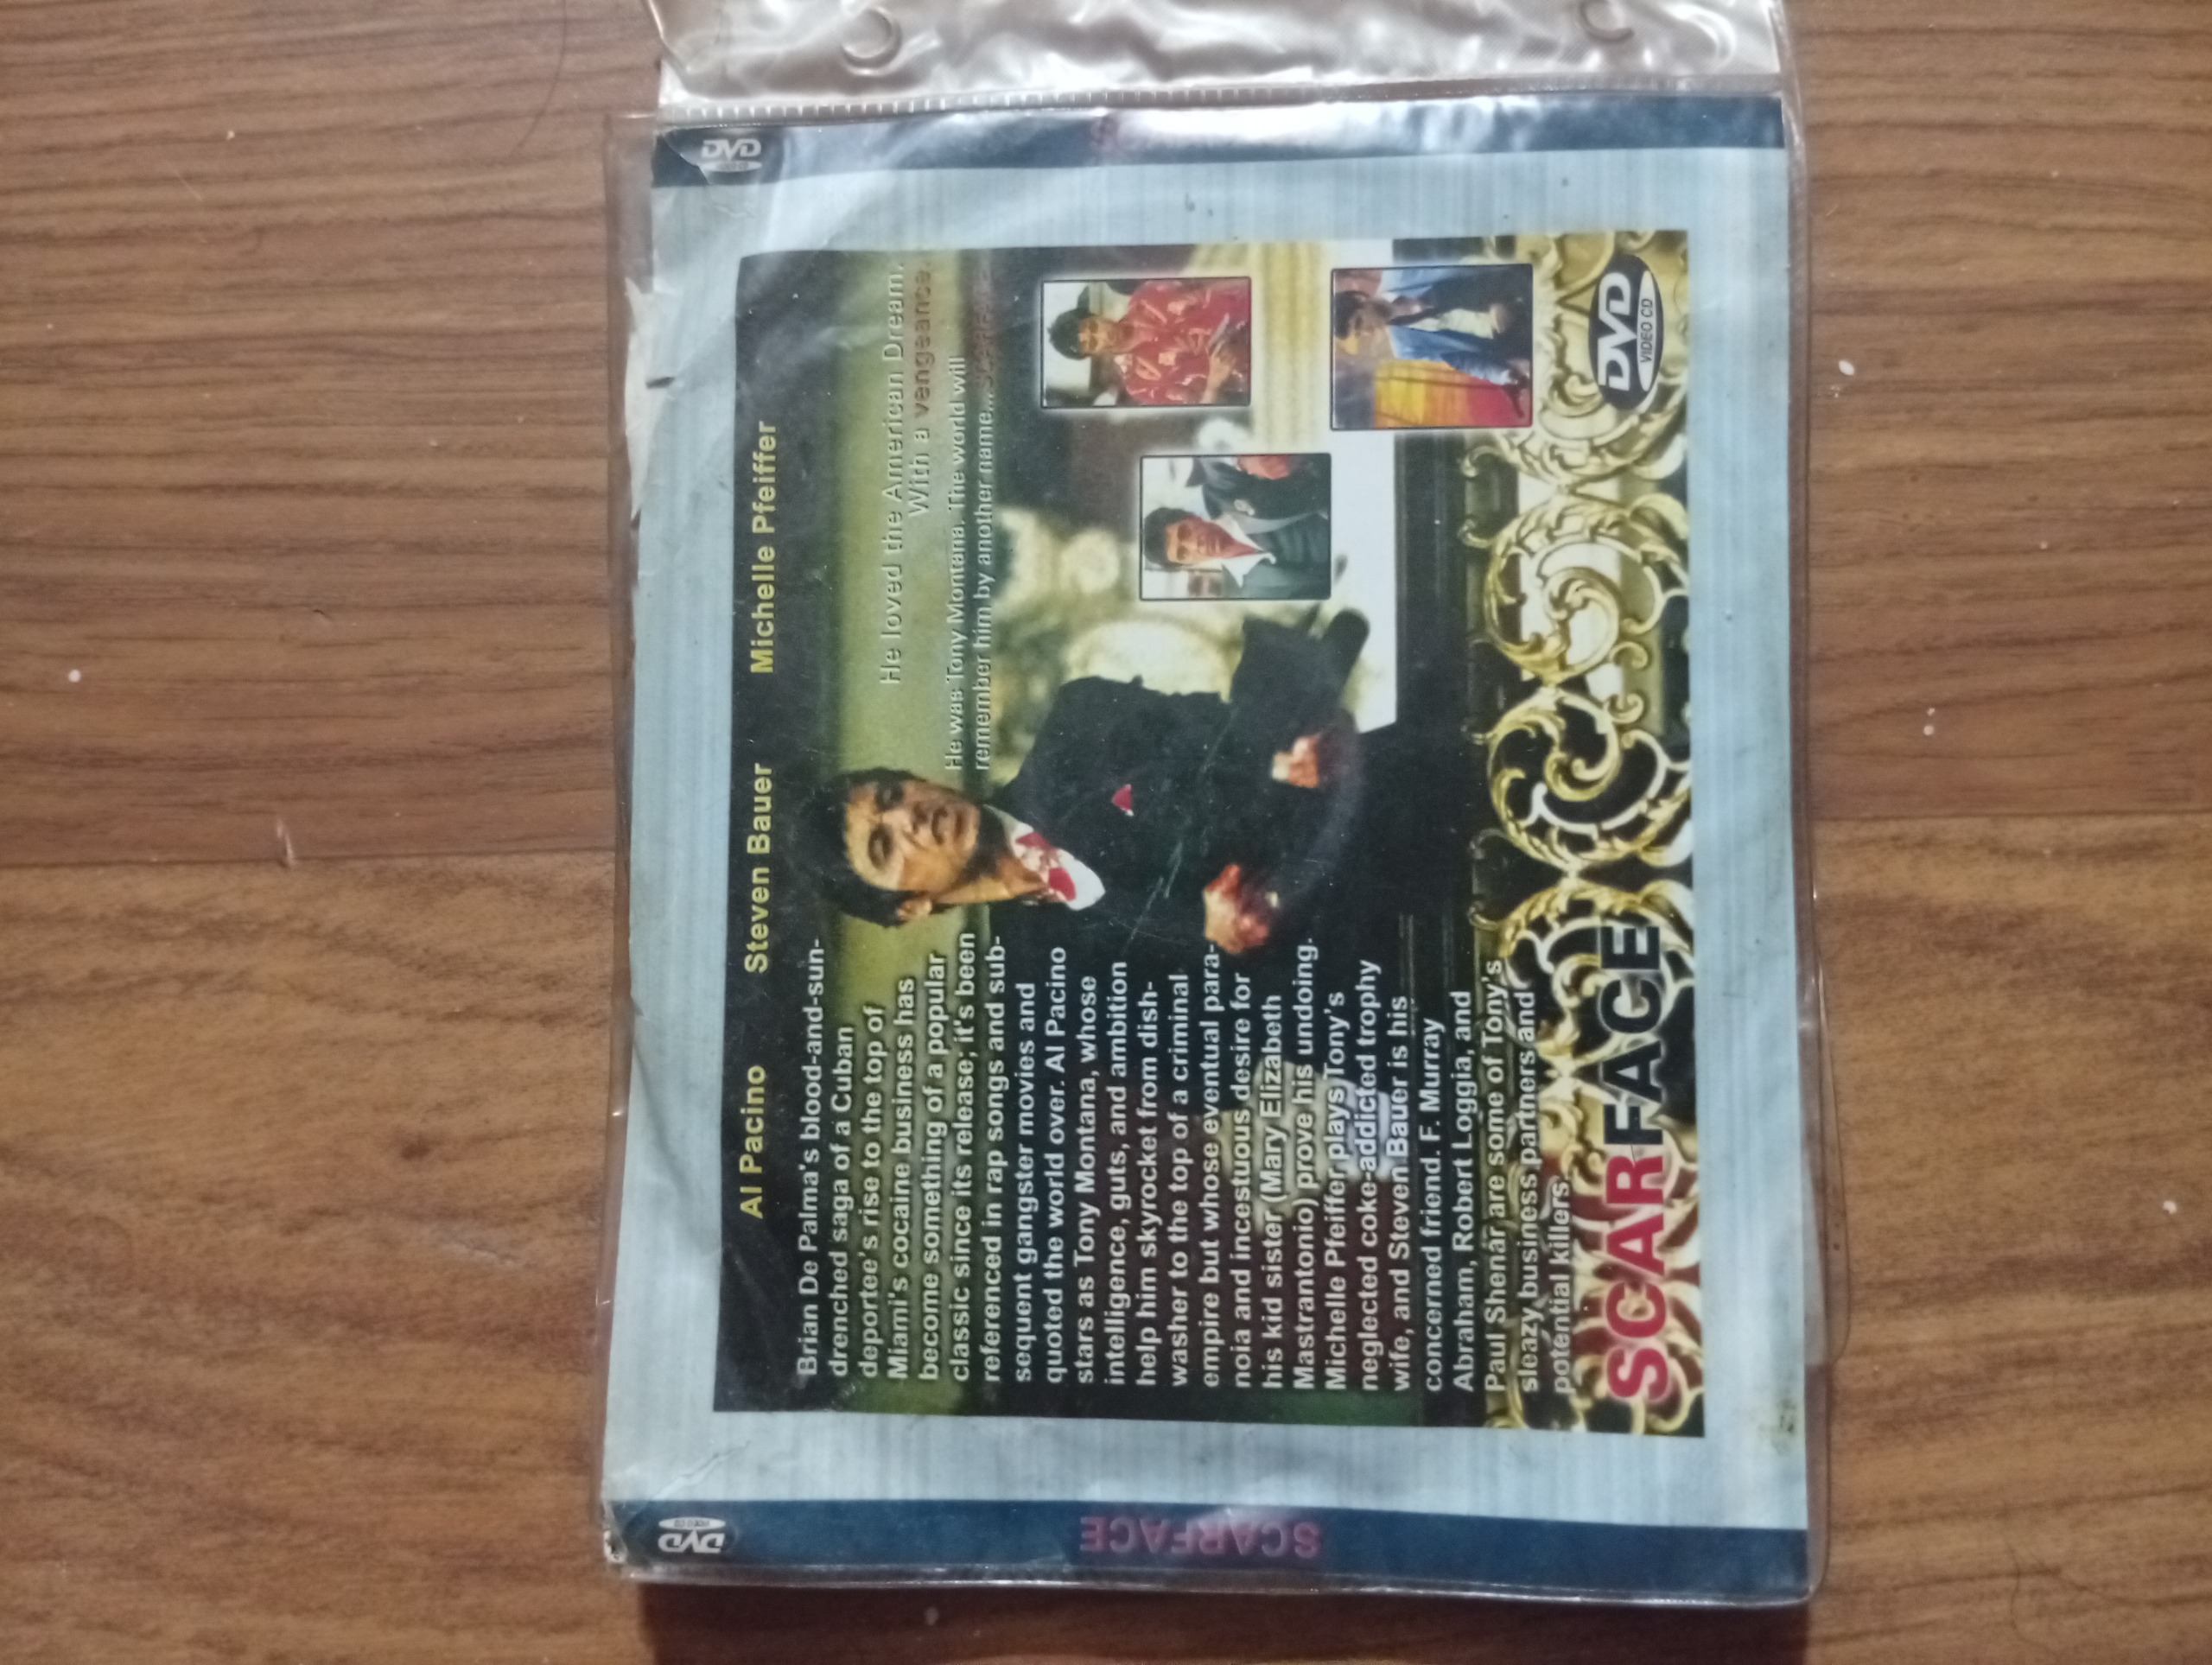 Al Pacino Steven Bauer Michelle Pfeiffer
Brian De Palma's blood-and-sun-
drenched saga of a Cuban
deportee's rise to the top of
Miami's cocaine business has
become something of a popular
classic since its release; it's been
referenced in rap songs and sub-
sequent gangster movies and
quoted the world over. Al Pacino
stars as Tony Montana, whose
intelligence, guts, and ambition
help him skyrocket from dish-
washer to the top of a criminal
empire but whose eventual para-
noia and incestuous desire for
his kid sister (Mary Elizabeth
Mastrantonio) prove his undoing.
Michelle Pfeiffer plays Tony's
neglected coke-addicted trophy
wife, and Steven Bauer is his
concerned friend. F. Murray
Abraham, Robert Loggia, and
Paul Shenar are some of Tony's
sleazy business partners and
potential killers.
He loved the American Dream.
With a vengeance.
He was Tony Montana. The world will
remember him by another name...SCARFACE
SCARFACE
DVD
VIDEO CD
SCARFACE
DVD
VIDEO CD
DVD